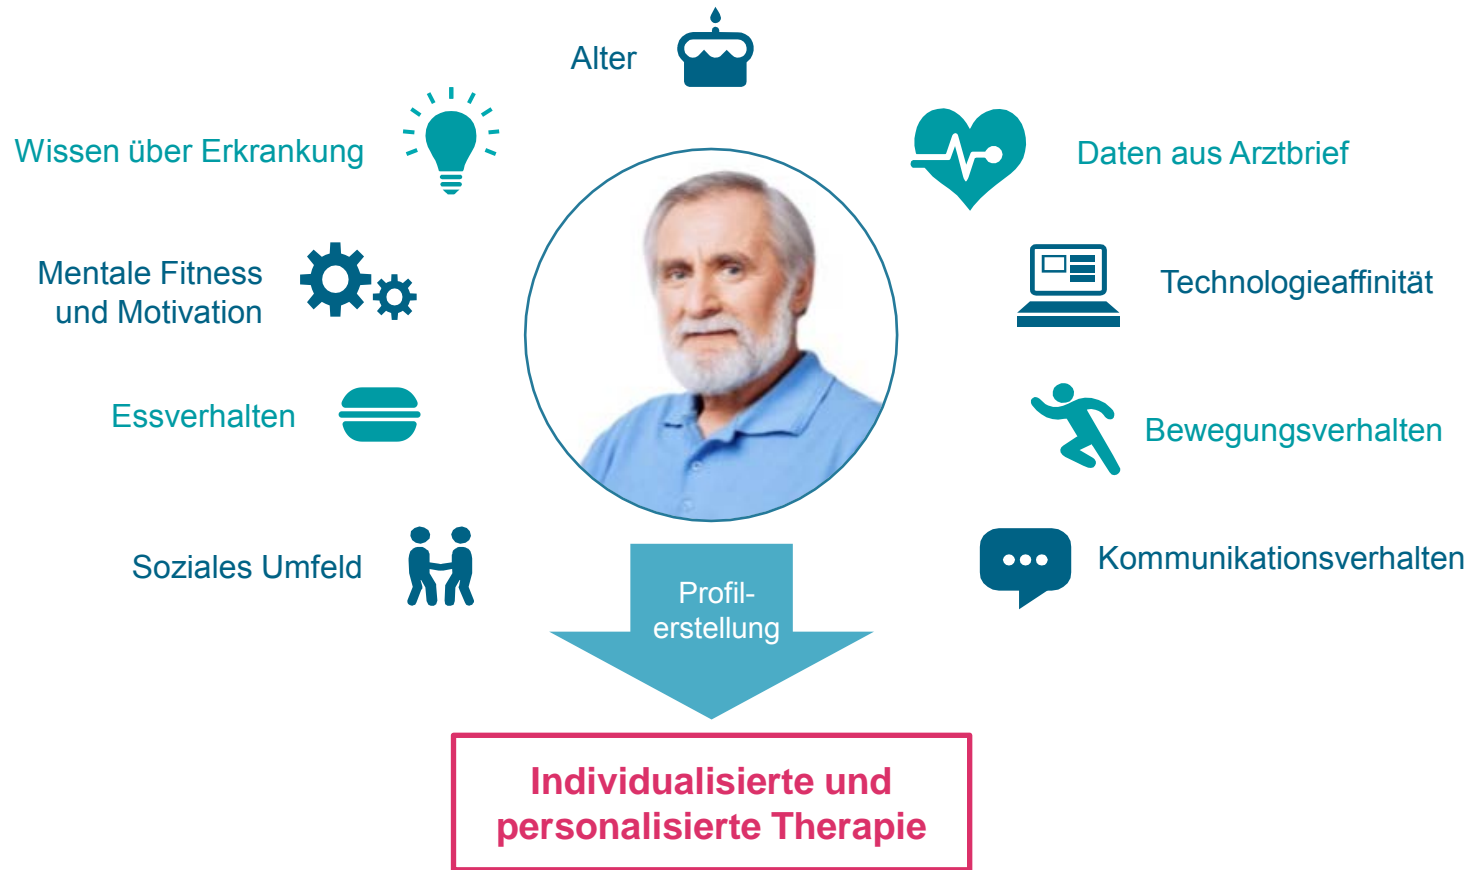 Alter
Wissen über Erkrankung
Daten aus Arztbrief
Mentale Fitness
und Motivation
Technologieaffinität
Essverhalten
Bewegungsverhalten
Soziales Umfeld
Kommunikationsverhalten
Profil-
erstellung
Individualisierte und
personalisierte Therapie